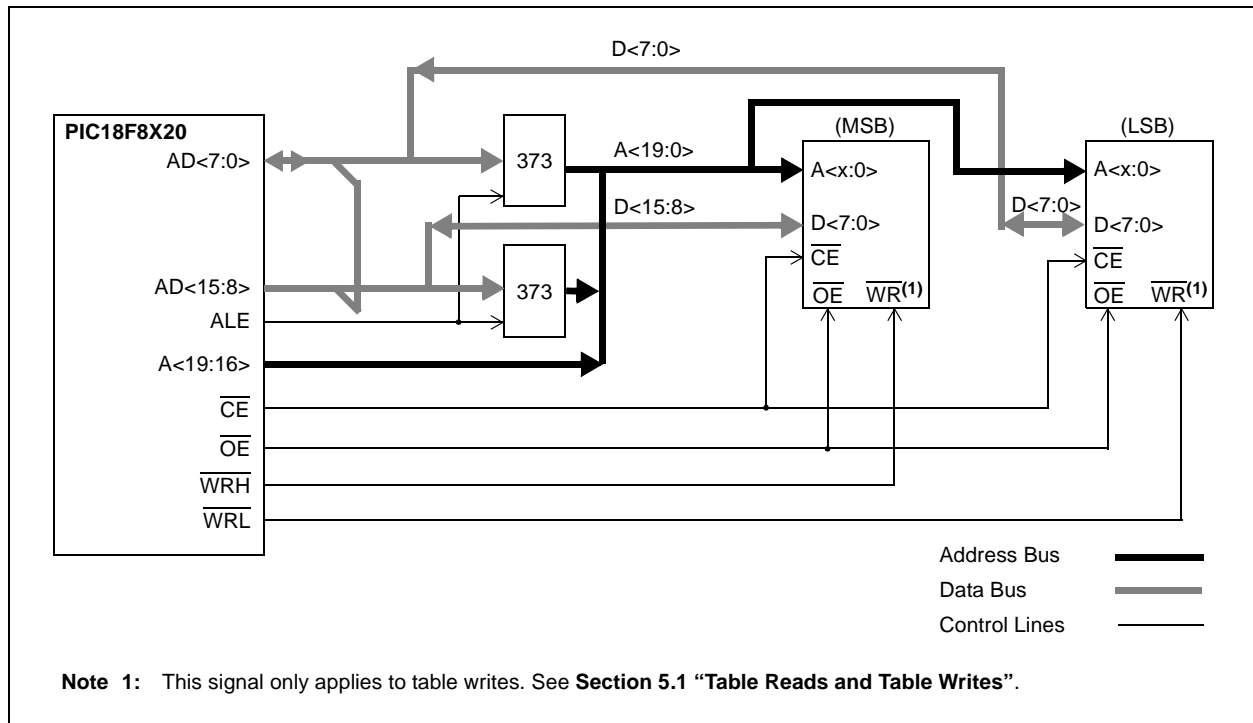 D<7:0>
PIC18F8X20
AD<7:0>
373
A<19:0>
(MSB)
A<x:0>
(LSB)
A<x:0>
D<15:8>
D<7:0>
D<7:0>
D<7:0>
CE
CE
AD<15:8>
373
OE
WR(1)
OE
WR(1)
ALE
A<19:16>
CE
OE
WRH
WRL
Address Bus
Data Bus
Control Lines
Note 1: This signal only applies to table writes. See Section 5.1 “Table Reads and Table Writes”.